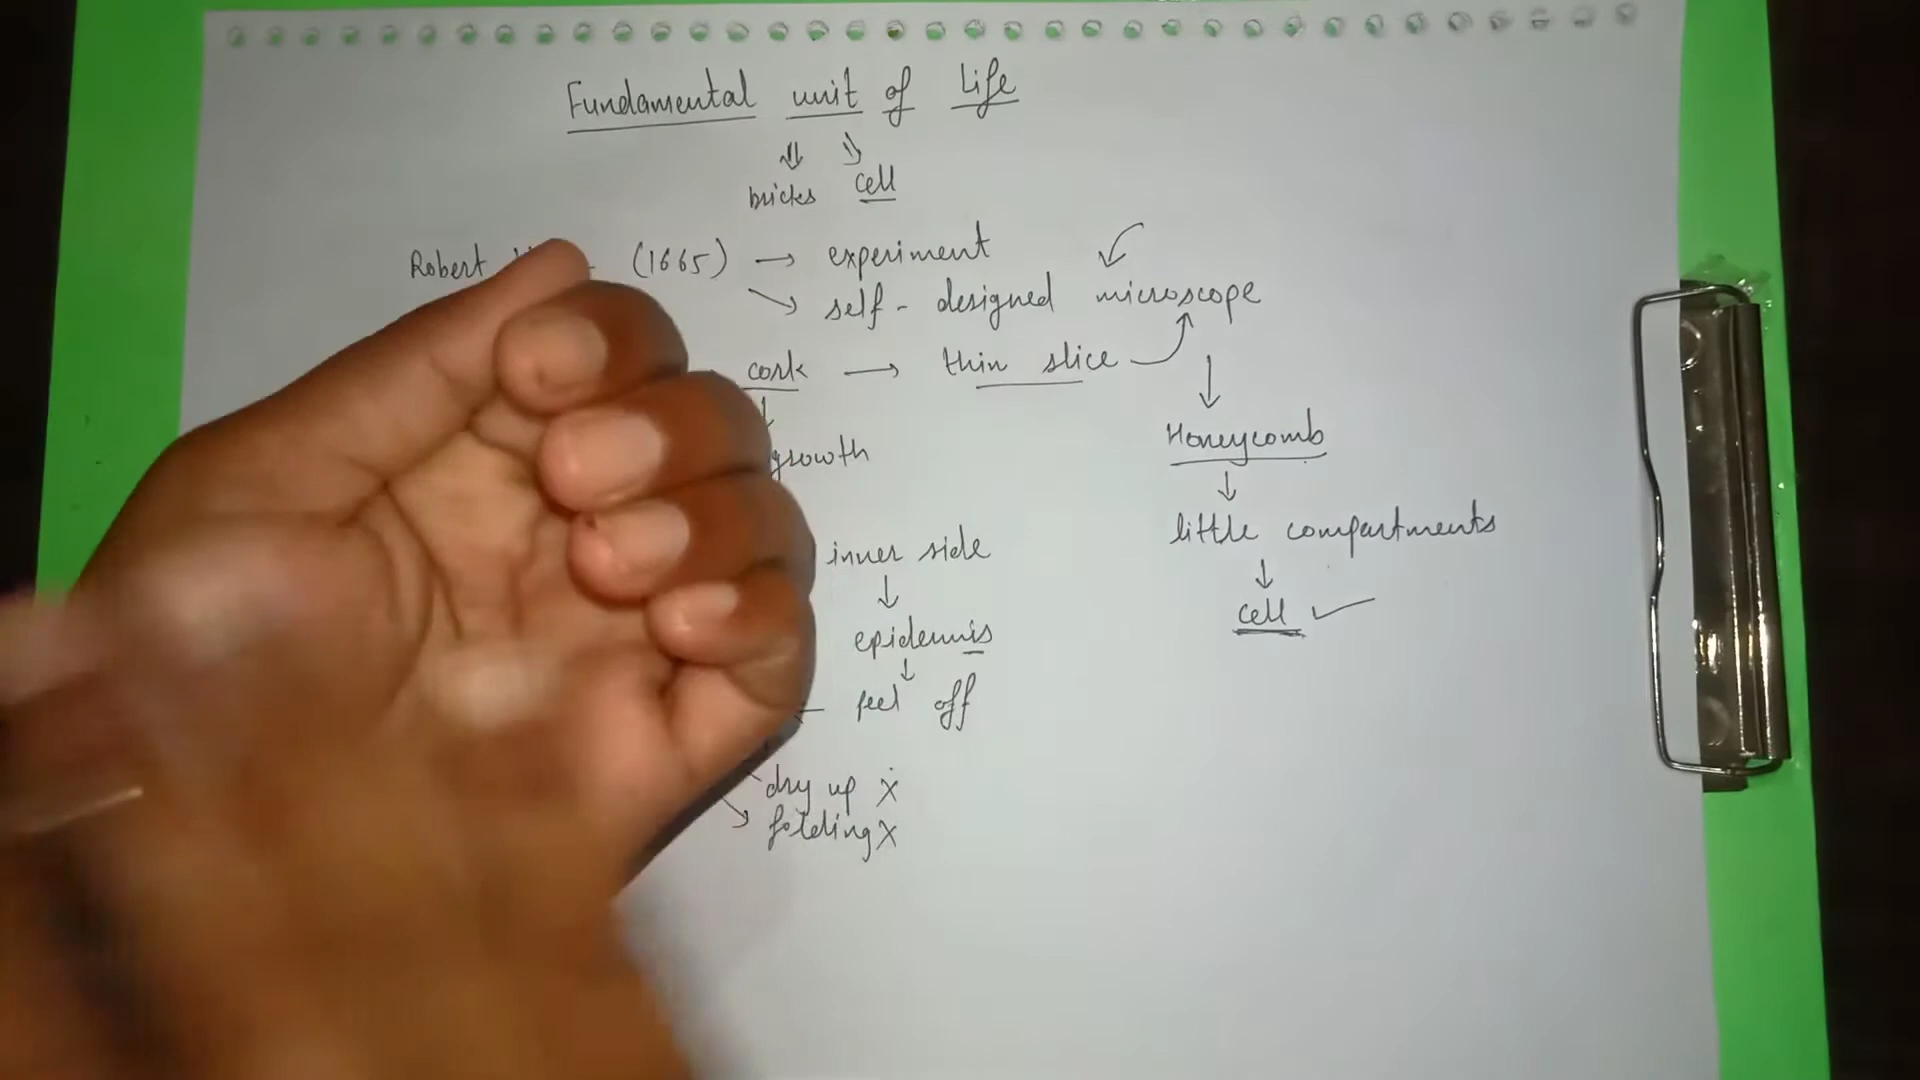 Fundamental unit of Life
⇓ ⇘
bricks cell
Robert (1665) → experiment
↘ self - designed microscope
cork → thin slice
↓ ↓
growth Honeycomb
↓
inner side little compartments
↓ ↓
epidermis cell ✓
↓
← peel off
dry up x
↘ folding x